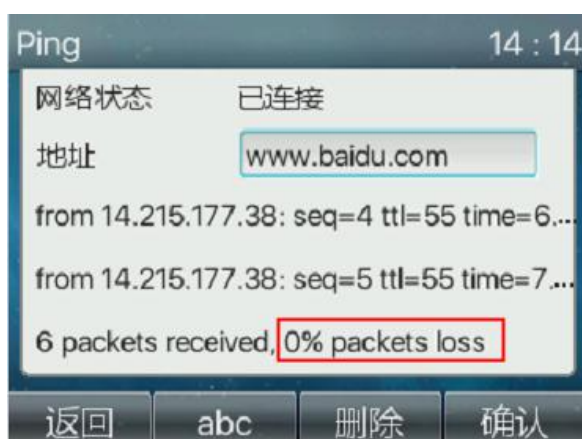 Ping 14 : 14
网络状态 已连接
地址 www.baidu.com
from 14.215.177.38: seq=4 ttl=55 time=6....
from 14.215.177.38: seq=5 ttl=55 time=7....
6 packets received, 0% packets loss
返回 abc 删除 确认